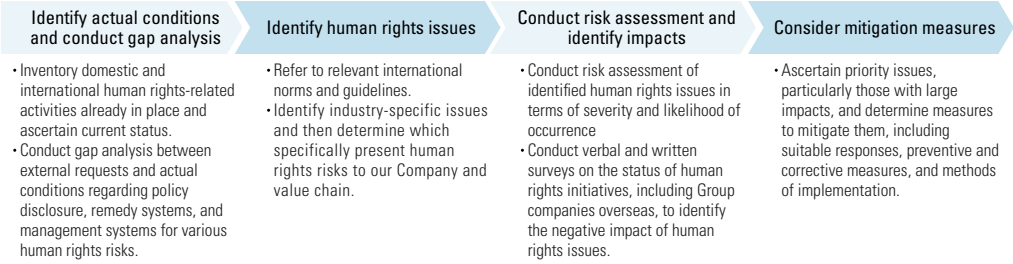 Identify actual conditions
and conduct gap analysis
• Inventory domestic and
international human rights-related
activities already in place and
ascertain current status.
• Conduct gap analysis between
external requests and actual
conditions regarding policy
disclosure, remedy systems, and
management systems for various
human rights risks.
Identify human rights issues
• Refer to relevant international
norms and guidelines.
• Identify industry-specific issues
and then determine which
specifically present human
rights risks to our Company and
value chain.
Conduct risk assessment and
identify impacts
• Conduct risk assessment of
identified human rights issues in
terms of severity and likelihood of
occurrence
• Conduct verbal and written
surveys on the status of human
rights initiatives, including Group
companies overseas, to identify
the negative impact of human
rights issues.
Consider mitigation measures
• Ascertain priority issues,
particularly those with large
impacts, and determine measures
to mitigate them, including
suitable responses, preventive and
corrective measures, and methods
of implementation.